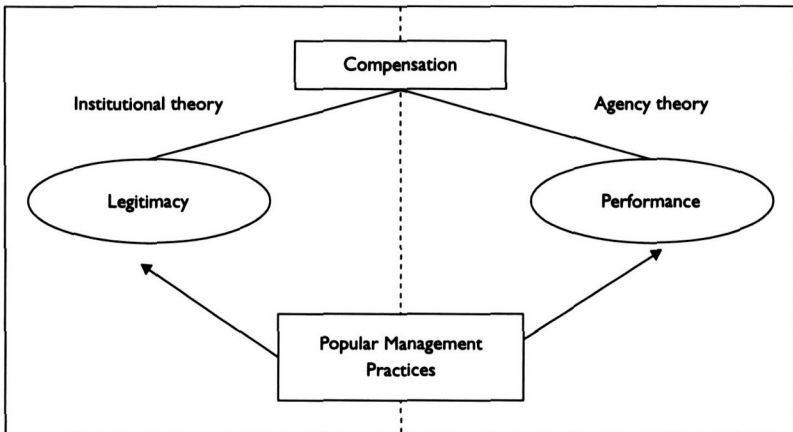 Compensation
Institutional theory
Agency theory
Legitimacy
Performance
Popular Management
Practices